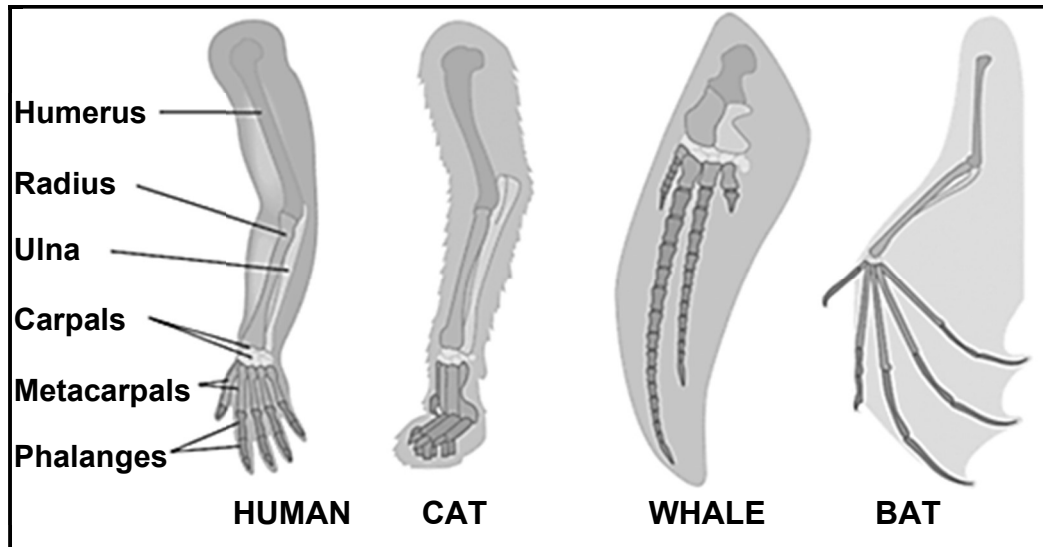 Humerus
Radius
Ulna
Carpals
Metacarpals
Phalanges
HUMAN CAT WHALE BAT